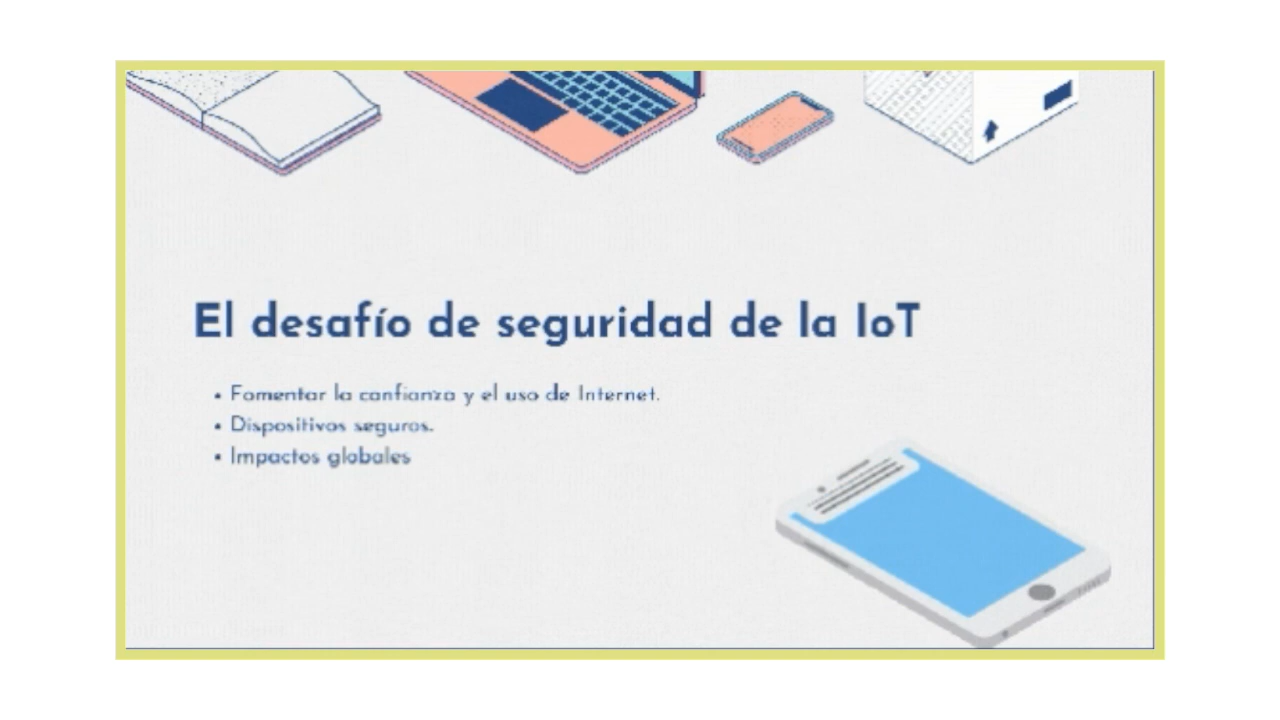 El desafío de seguridad de la IoT
• Fomentar la confianza y el uso de Internet.
• Dispositivos seguros.
• Impactos globales